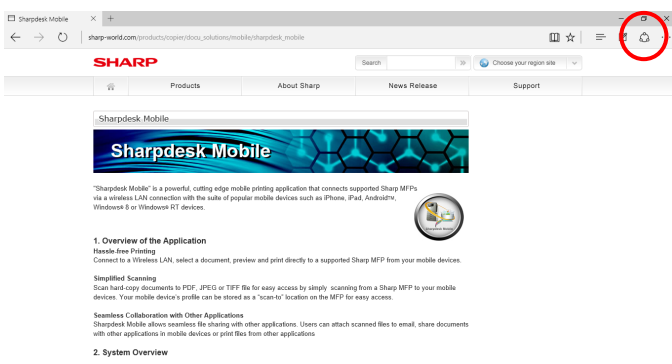 Sharpdesk Mobile
sharp-world.com/products/copier/docu_solutions/mobile/sharpdesk_mobile
SHARP
Search
Choose your region site
Products
About Sharp
News Release
Support
Sharpdesk Mobile
Sharpdesk Mobile
"Sharpdesk Mobile" is a powerful, cutting edge mobile printing application that connects supported Sharp MFPs
via a wireless LAN connection with the suite of popular mobile devices such as iPhone, iPad, Android™,
Windows® 8 or Windows® RT devices.
Sharpdesk Mobile
1. Overview of the Application
Hassle-free Printing
Connect to a Wireless LAN, select a document, preview and print directly to a supported Sharp MFP from your mobile devices.
Simplified Scanning
Scan hard-copy documents to PDF, JPEG or TIFF file for easy access by simply scanning from a Sharp MFP to your mobile
devices. Your mobile device's profile can be stored as a "scan-to" location on the MFP for easy access.
Seamless Collaboration with Other Applications
Sharpdesk Mobile allows seamless file sharing with other applications. Users can attach scanned files to email, share documents
with other applications in mobile devices or print files from other applications
2. System Overview